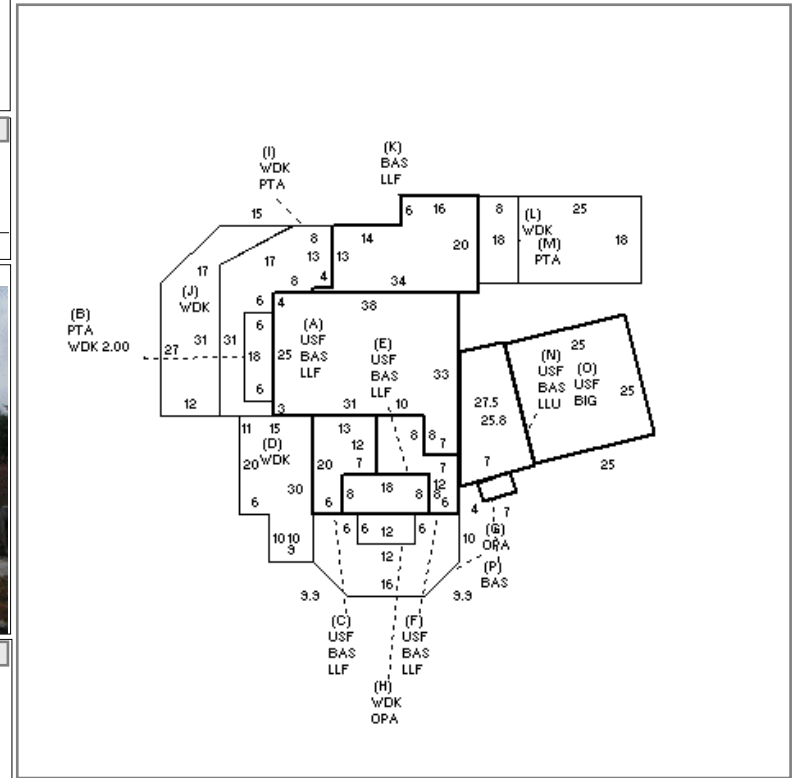 (K)
BAS
LLF
(I)
WDK
PTA
15
6 16
8 25
(L)
WDK
(M)
PTA
18 18
8
13 13
14
20
17
17
8 4
34
(J)
WDK
6 4
38
(B)
PTA
WDK 2.00
6
(A)
USF
BAS
LLF
(E)
USF
BAS
LLF
27
31 31
18
25
33
6
12
3
31 10
25
(N)
USF
BAS
LLU
(O)
USF
BIG
25
27.5
25.8
7
25
11 15
(D)
WDK
20
30
6
13
12
7
20
8 8
7
7
12
18
8 8 8
6 6
4 7
(G)
OPA
(P)
BAS
10 10
9
6 6 12 6
10
12
16
9.9 9.9
(C)
USF
BAS
LLF
(F)
USF
BAS
LLF
(H)
WDK
OPA